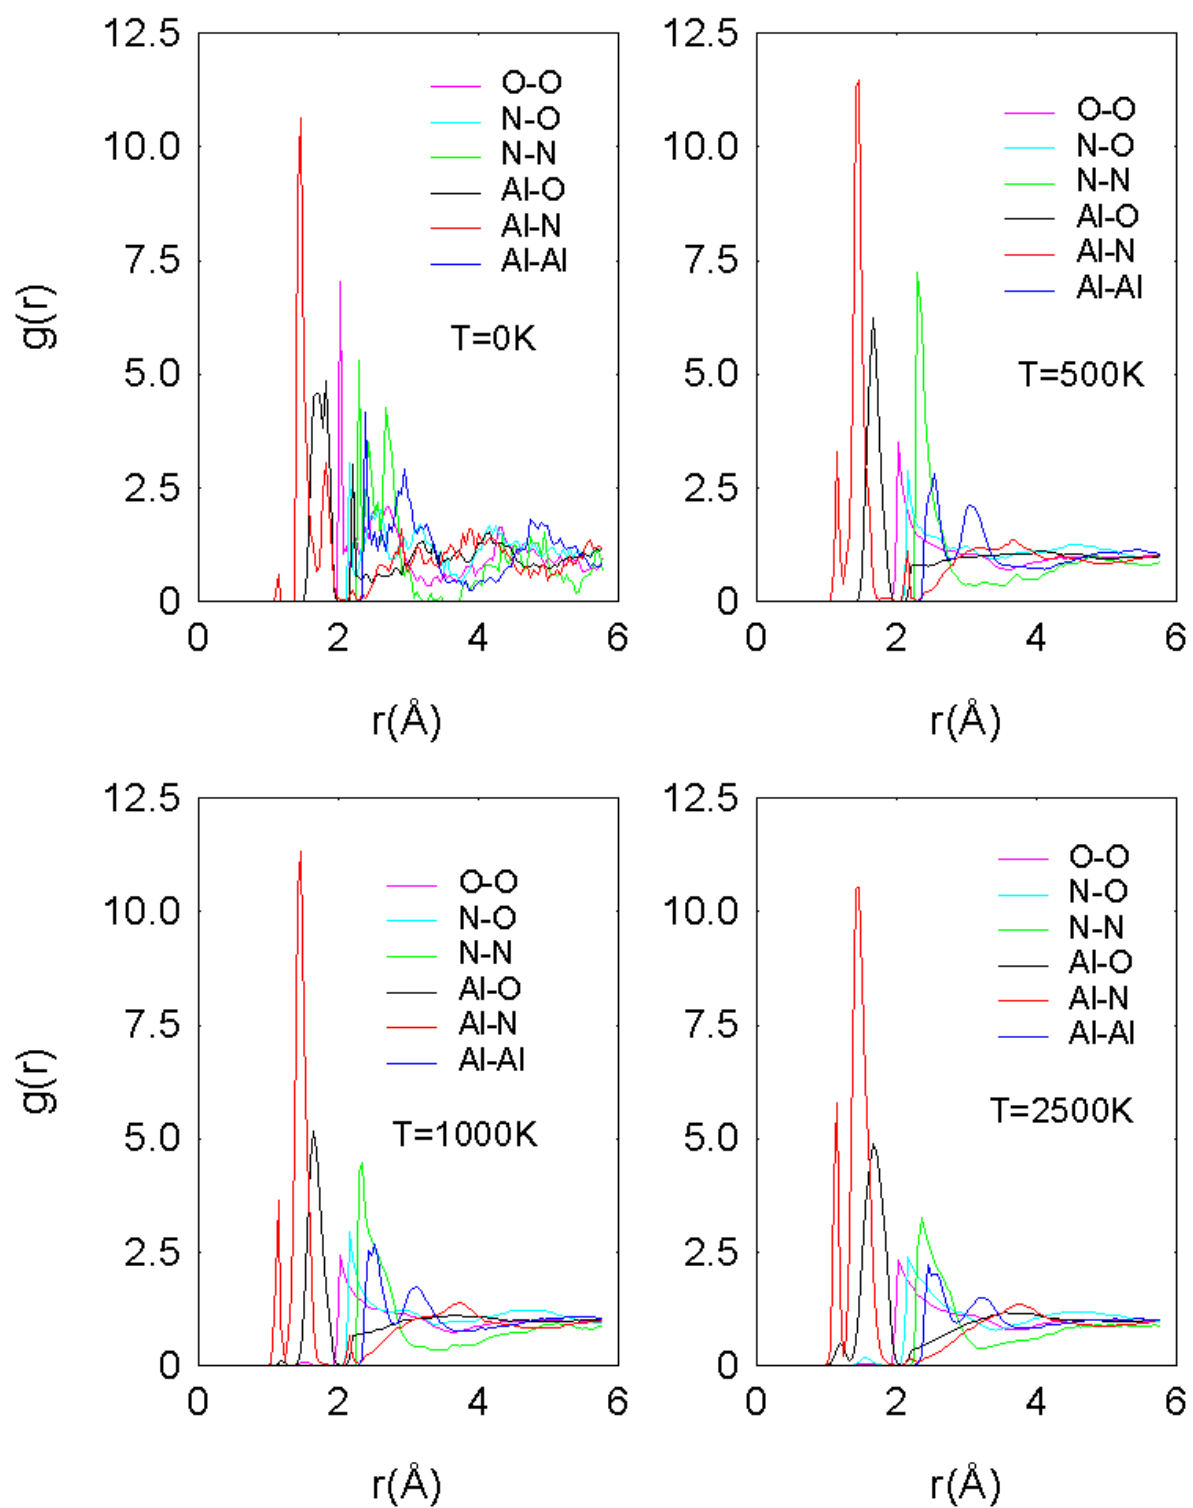 12.5
10.0
7.5
5.0
2.5
0
0 2 4 6
g(r)
r(Å)
O-O
N-O
N-N
Al-O
Al-N
Al-Al
T=0K
12.5
10.0
7.5
5.0
2.5
0
0 2 4 6
r(Å)
O-O
N-O
N-N
Al-O
Al-N
Al-Al
T=500K
12.5
10.0
7.5
5.0
2.5
0
0 2 4 6
g(r)
r(Å)
O-O
N-O
N-N
Al-O
Al-N
Al-Al
T=1000K
12.5
10.0
7.5
5.0
2.5
0
0 2 4 6
r(Å)
O-O
N-O
N-N
Al-O
Al-N
Al-Al
T=2500K